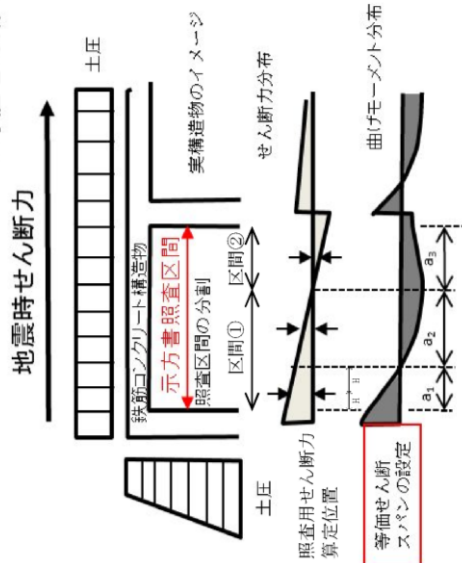 地震時せん断力
土圧
鉄筋コンクリート構造物
示方書照査区間
照査区間の分割
区間①
区間②
実構造物のイメージ
土圧
せん断力分布
照査用せん断力
算定位置
H
H
曲げモーメント分布
等価せん断
スパンの設定
a1
a2
a3